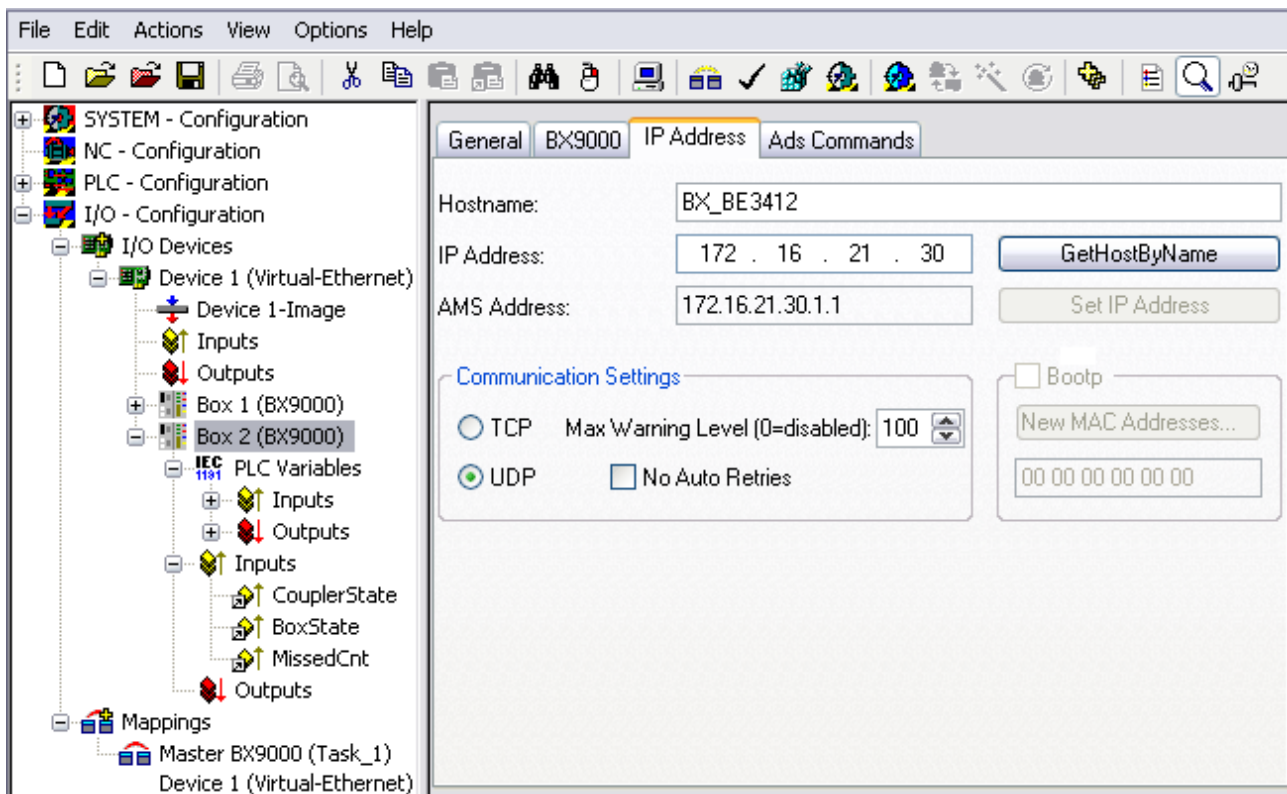 File Edit Actions View Options Help
SYSTEM - Configuration
NC - Configuration
PLC - Configuration
I/O - Configuration
I/O Devices
Device 1 (Virtual-Ethernet)
Device 1-Image
Inputs
Outputs
Box 1 (BX9000)
Box 2 (BX9000)
IEC
1131
PLC Variables
Inputs
Outputs
Inputs
CouplerState
BoxState
MissedCnt
Outputs
Mappings
Master BX9000 (Task_1)
Device 1 (Virtual-Ethernet)
General BX9000 IP Address Ads Commands
Hostname: BX_BE3412
IP Address: 172 . 16 . 21 . 30 GetHostByName
AMS Address: 172.16.21.30.1.1 Set IP Address
Communication Settings
TCP Max Warning Level (0=disabled): 100
UDP No Auto Retries
Bootp
New MAC Addresses...
00 00 00 00 00 00